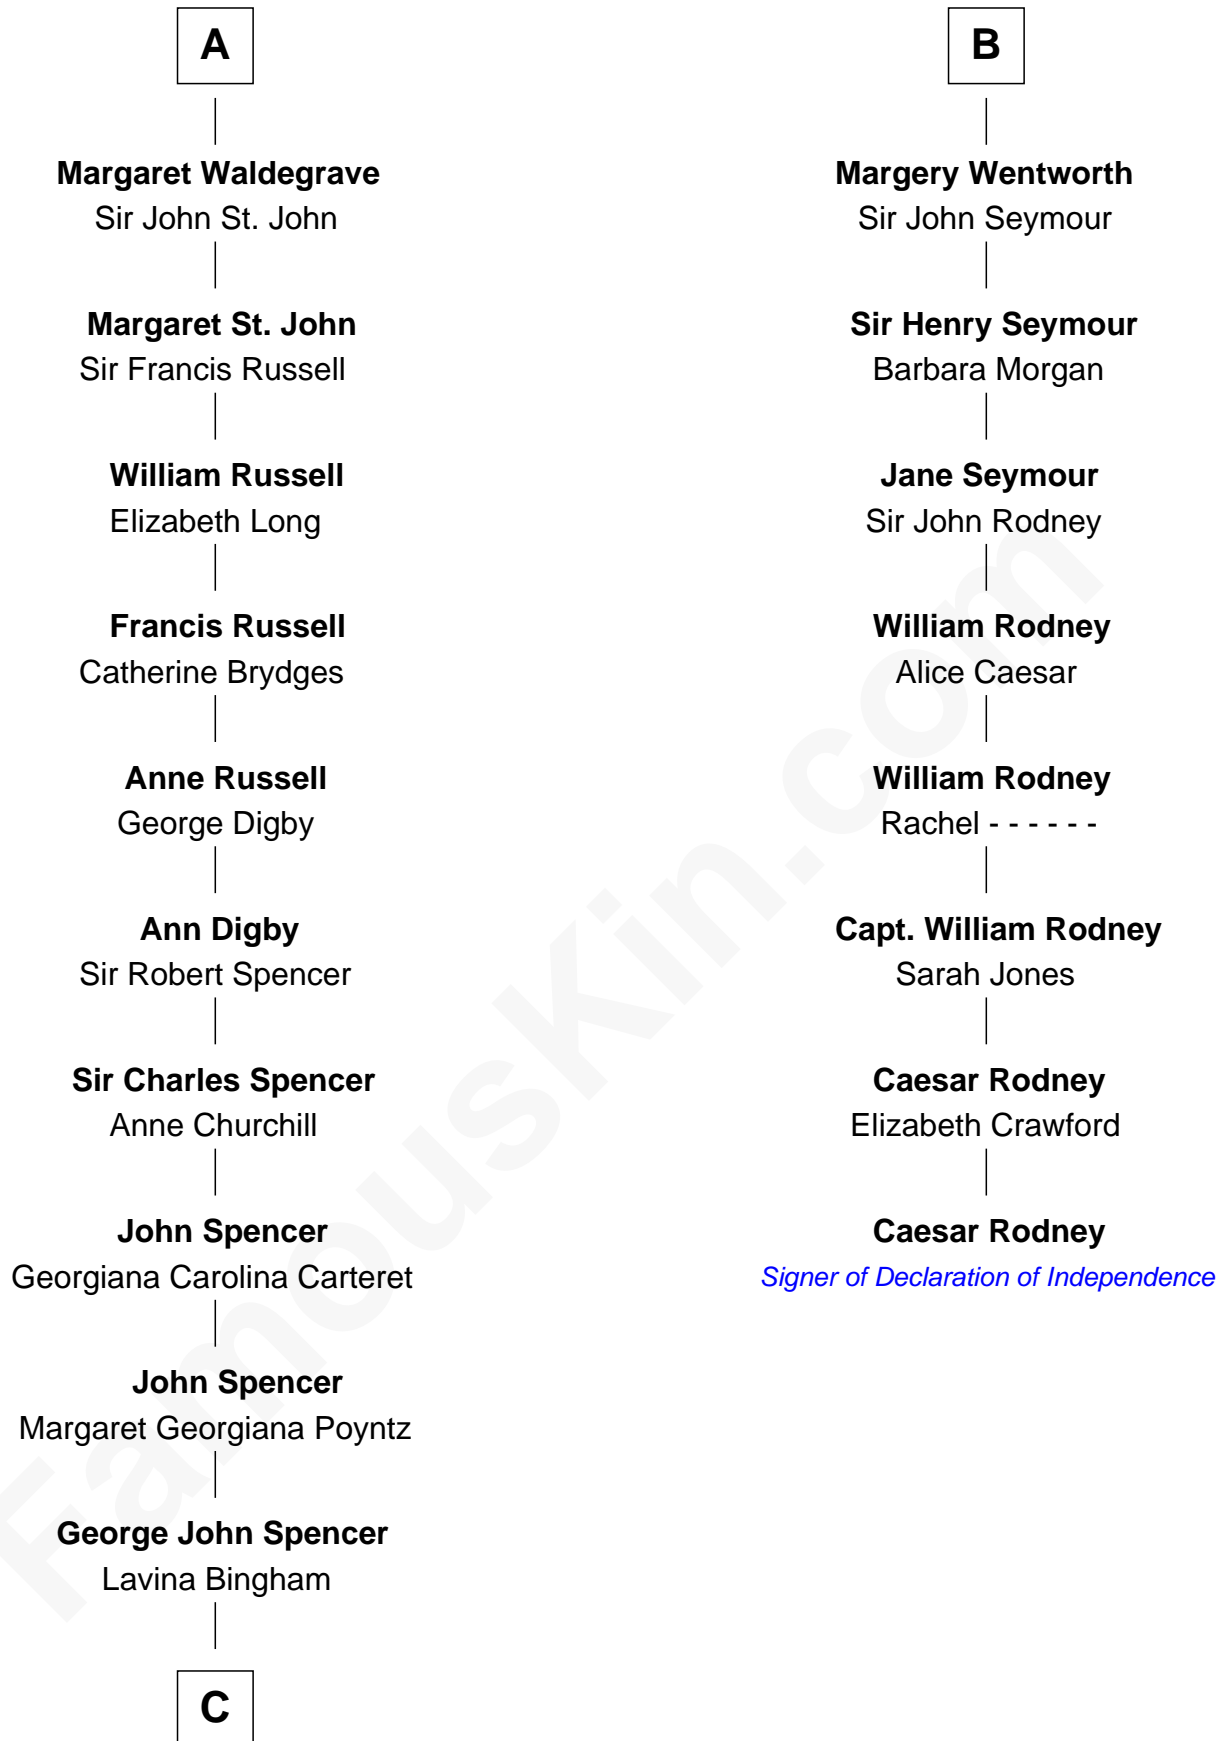 A
Margaret Waldegrave
Sir John St. John
Margaret St. John
Sir Francis Russell
William Russell
Elizabeth Long
Francis Russell
Catherine Brydges
Anne Russell
George Digby
Ann Digby
Sir Robert Spencer
Sir Charles Spencer
Anne Churchill
John Spencer
Georgiana Carolina Carteret
John Spencer
Margaret Georgiana Poyntz
George John Spencer
Lavina Bingham
C
B
Margery Wentworth
Sir John Seymour
Sir Henry Seymour
Barbara Morgan
Jane Seymour
Sir John Rodney
William Rodney
Alice Caesar
William Rodney
Rachel - - - - - -
Capt. William Rodney
Sarah Jones
Caesar Rodney
Elizabeth Crawford
Caesar Rodney
Signer of Declaration of Independence
FamousKin.com